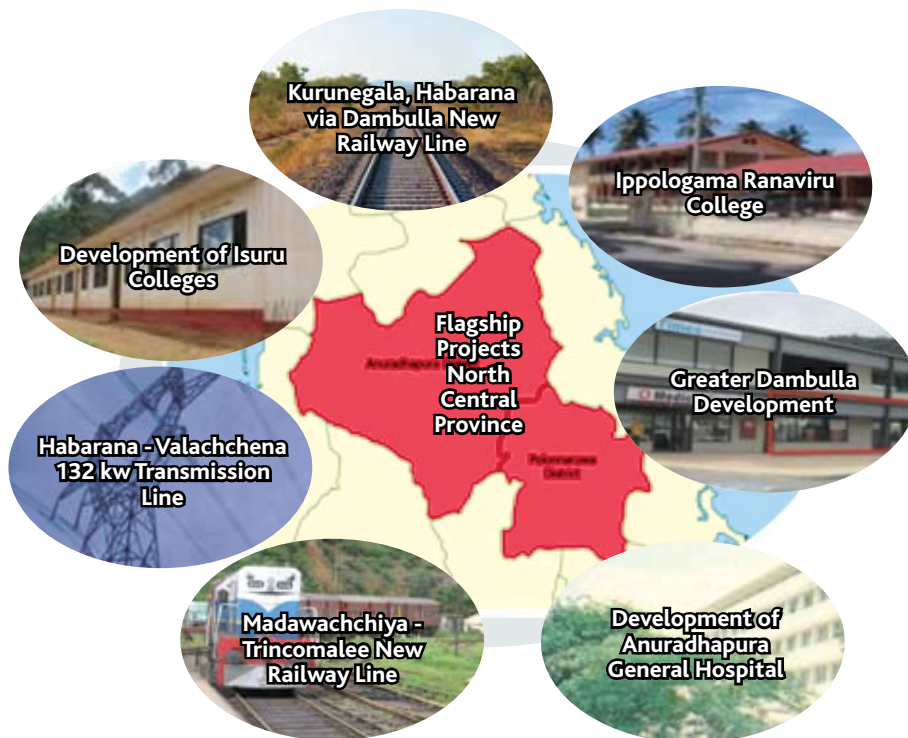 Kurunegala, Habarana
via Dambulla New
Railway Line
Ippologama Ranaviru
College
Development of Isuru
Colleges
Flagship
Projects
North
Central
Province
Greater Dambulla
Development
Habarana - Valachchena
132 kw Transmission
Line
Polonnaruwa
District
Madawachchiya -
Trincomalee New
Railway Line
Development of
Anuradhapura
General Hospital